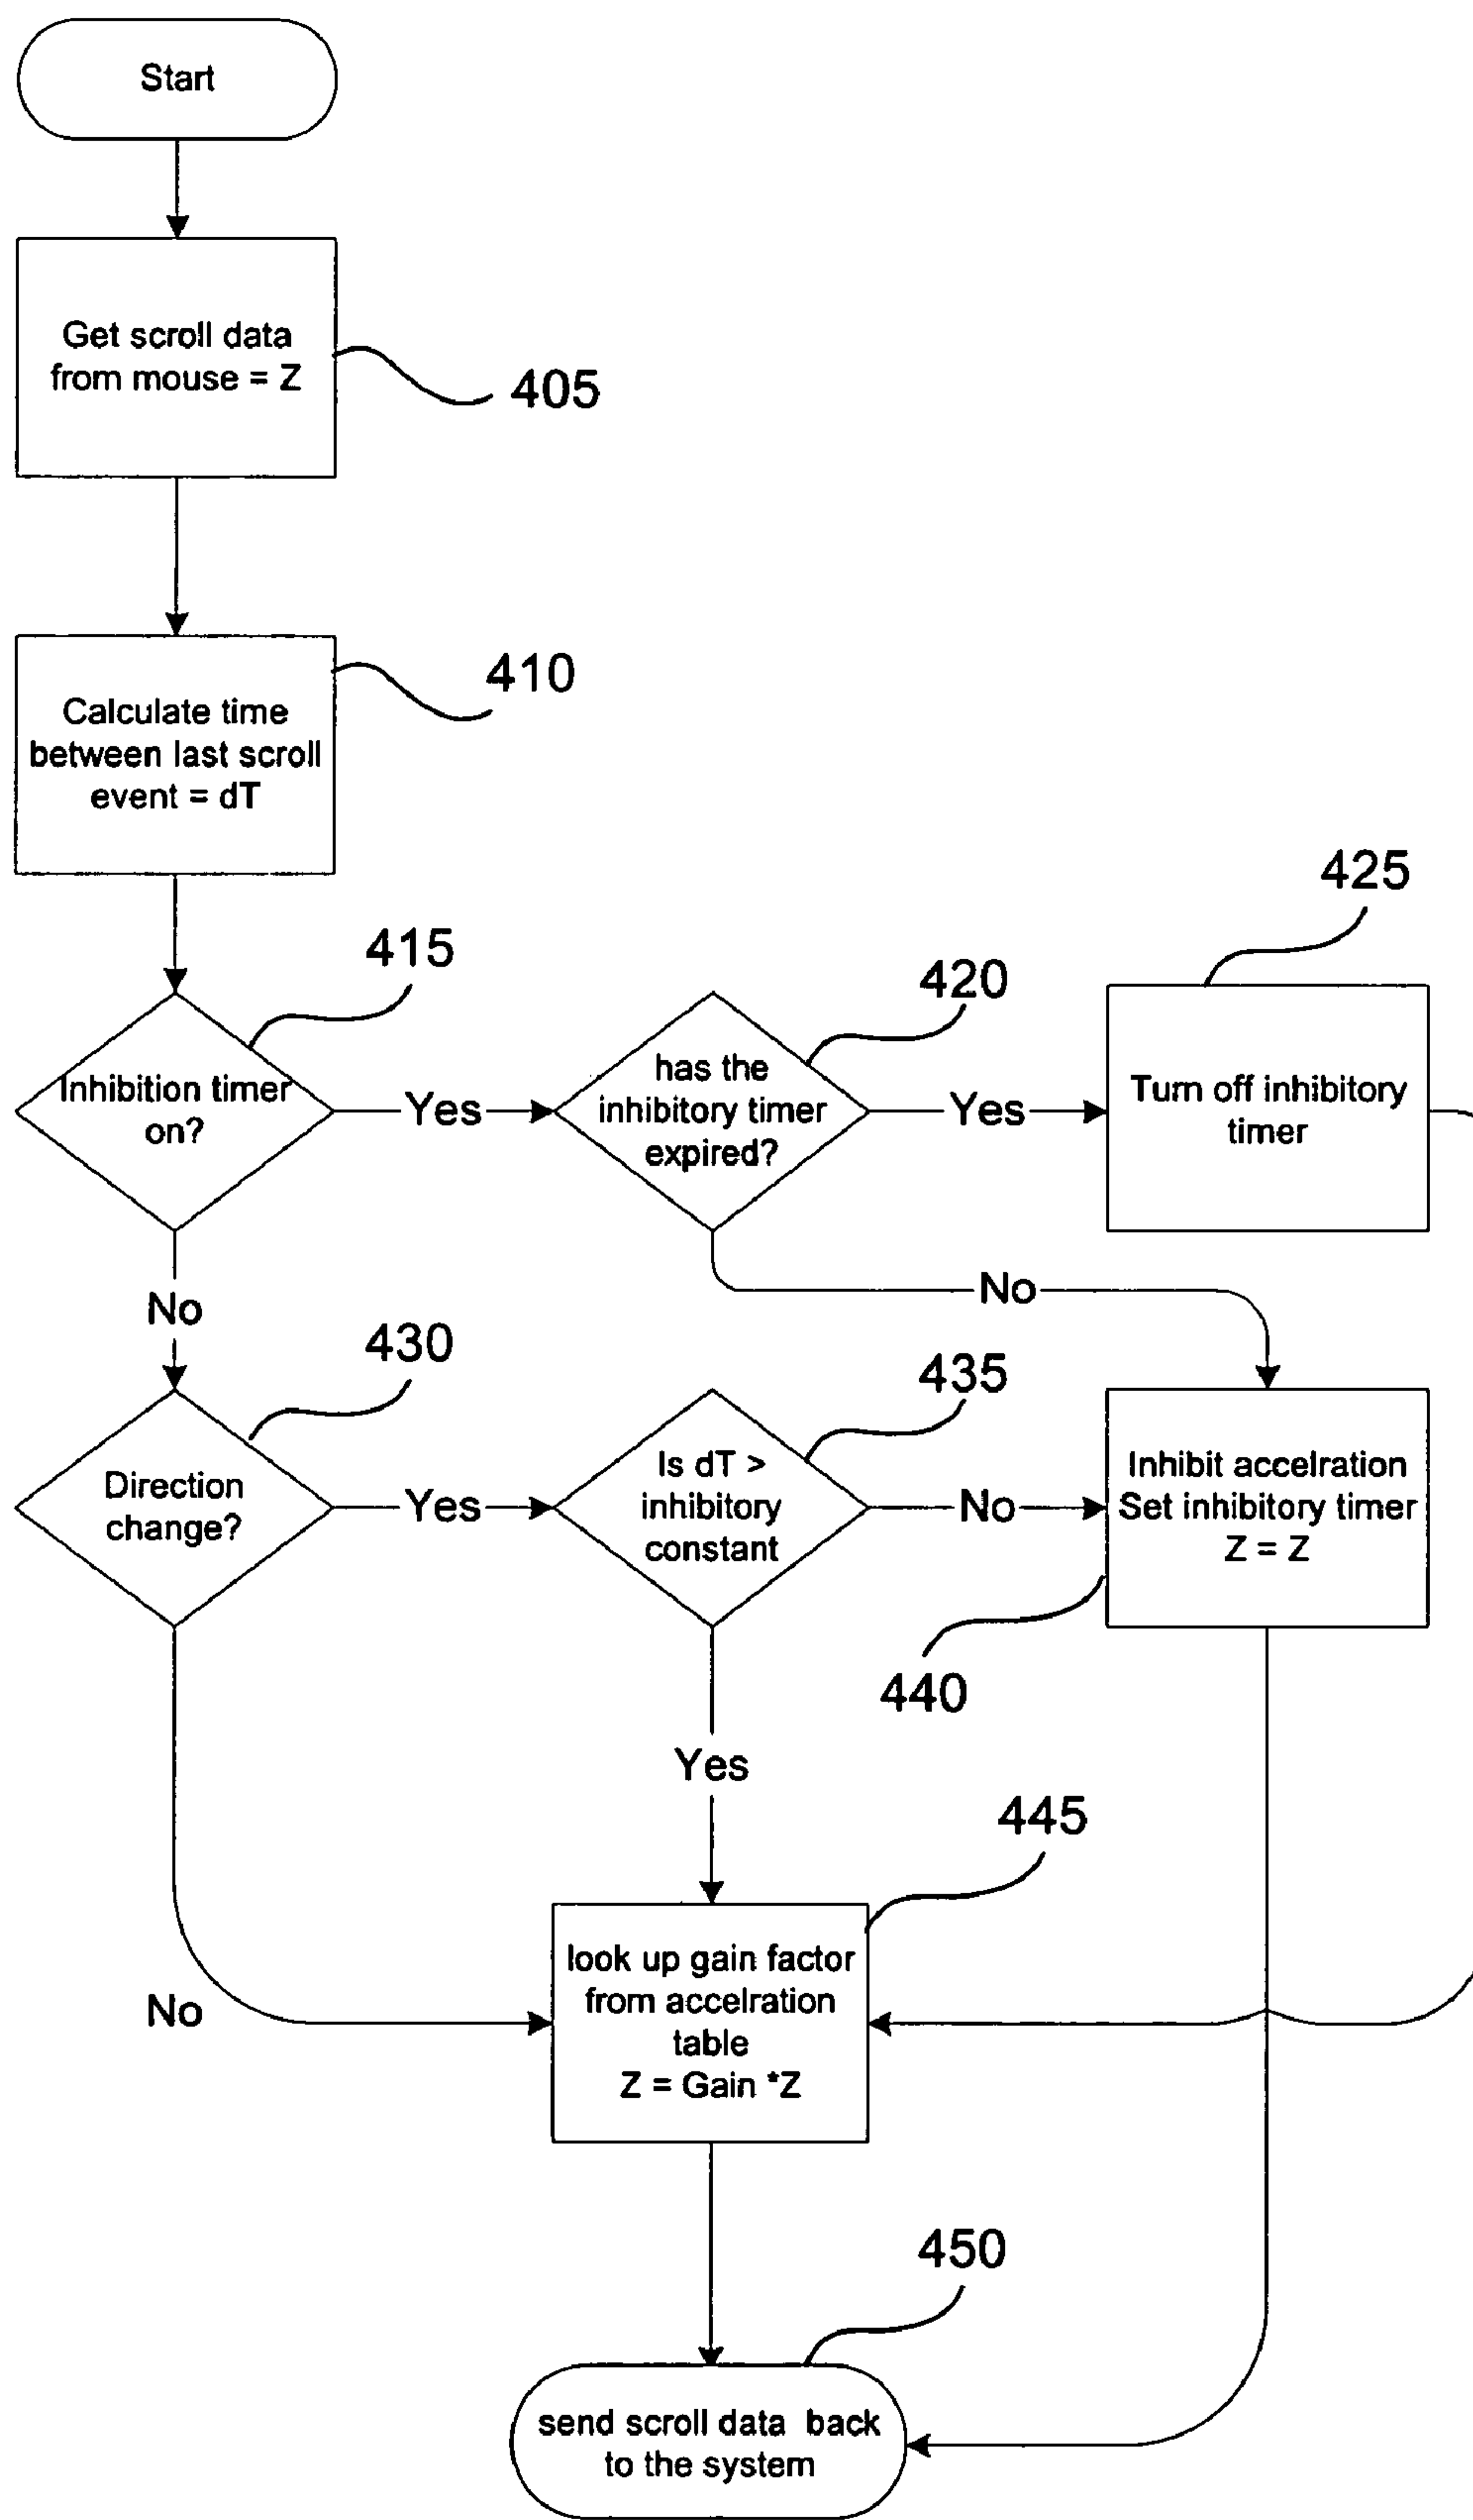 Start
Get scroll data
from mouse = Z
405
Calculate time
between last scroll
event = dT
410
Inhibition timer
on?
415
Yes
has the
inhibitory timer
expired?
420
Yes
Turn off inhibitory
timer
425
No
No
Direction
change?
430
Yes
Is dT >
inhibitory
constant
435
No
Inhibit accelration
Set inhibitory timer
Z = Z
440
Yes
No
look up gain factor
from accelration
table
Z = Gain *Z
445
send scroll data back
to the system
450